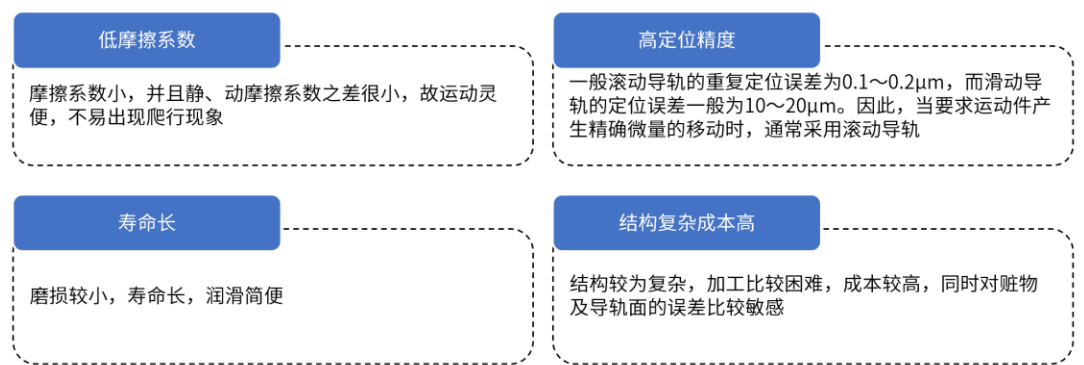 低摩擦系数
摩擦系数小，并且静、动摩擦系数之差很小，故运动灵
便，不易出现爬行现象
高定位精度
一般滚动导轨的重复定位误差为0.1～0.2μm，而滑动导
轨的定位误差一般为10～20μm。因此，当要求运动件产
生精确微量的移动时，通常采用滚动导轨
寿命长
磨损较小，寿命长，润滑简便
结构复杂成本高
结构较为复杂，加工比较困难，成本较高，同时对赃物
及导轨面的误差比较敏感